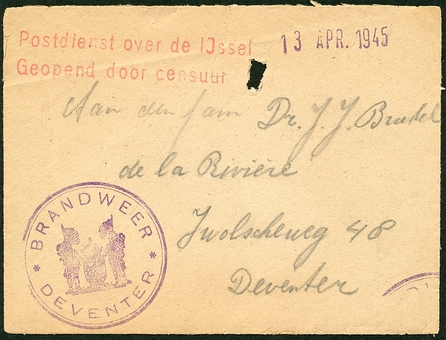 Postdienst over de IJssel
Geopend door censuur
13 APR. 1945
Aan den fam Dr. J. J. Brutel
de la Rivière
Zwolscheweg 48
Deventer
* BRANDWEER * DEVENTER